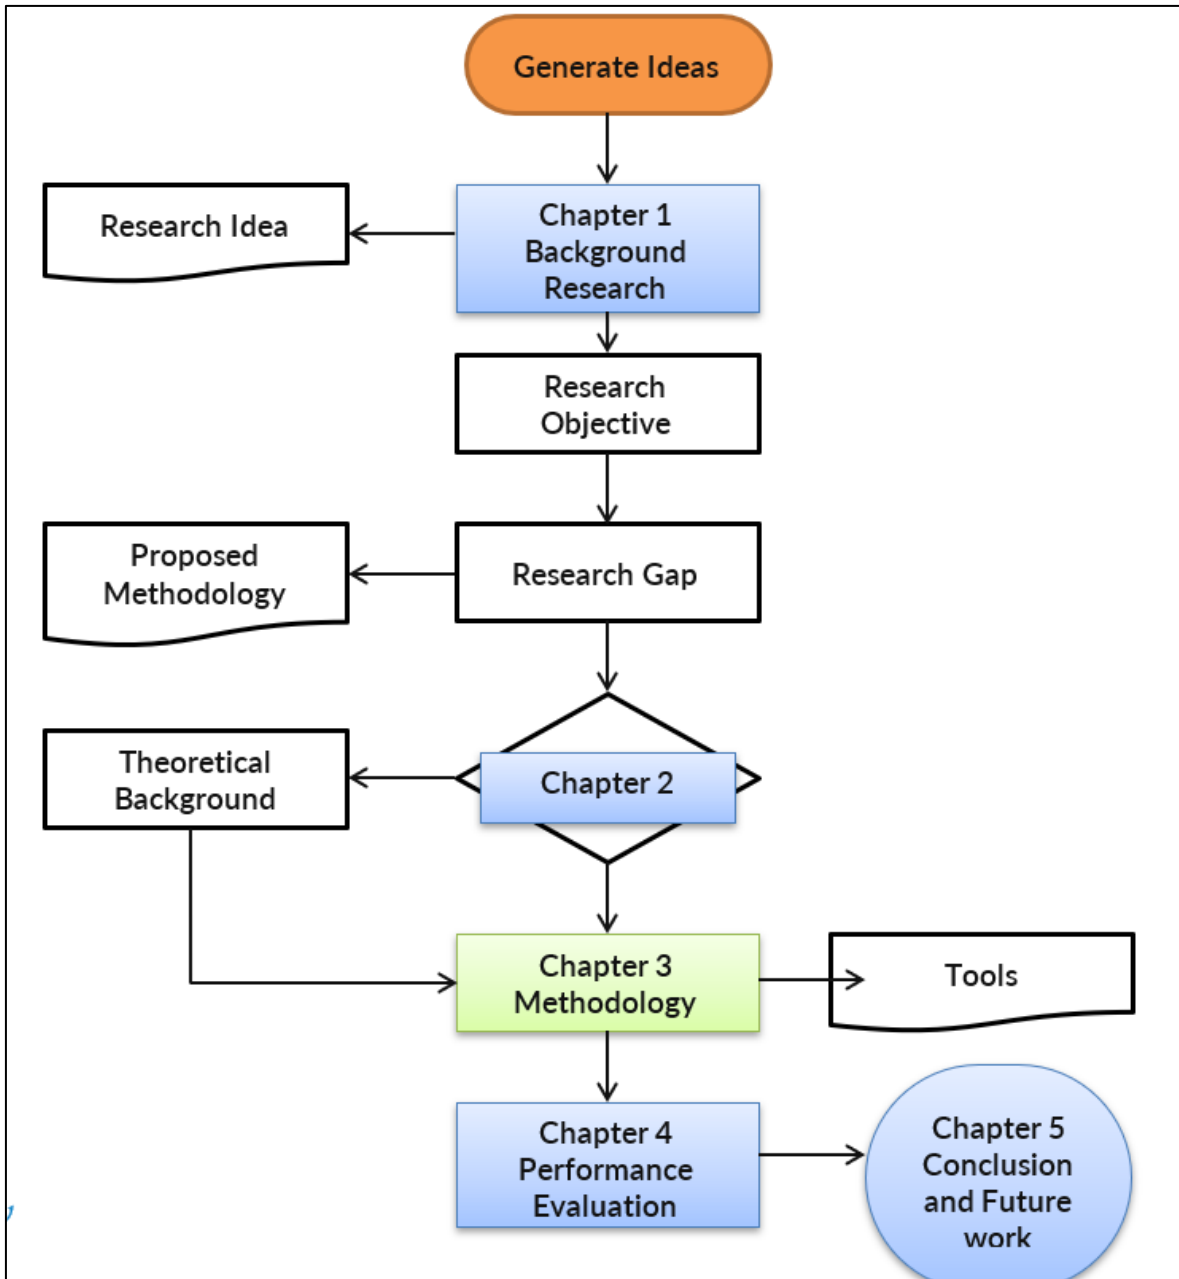 Generate Ideas
Research Idea
Chapter 1
Background
Research
Research
Objective
Proposed
Methodology
Research Gap
Theoretical
Background
Chapter 2
Chapter 3
Methodology
Tools
Chapter 4
Performance
Evaluation
Chapter 5
Conclusion
and Future
work